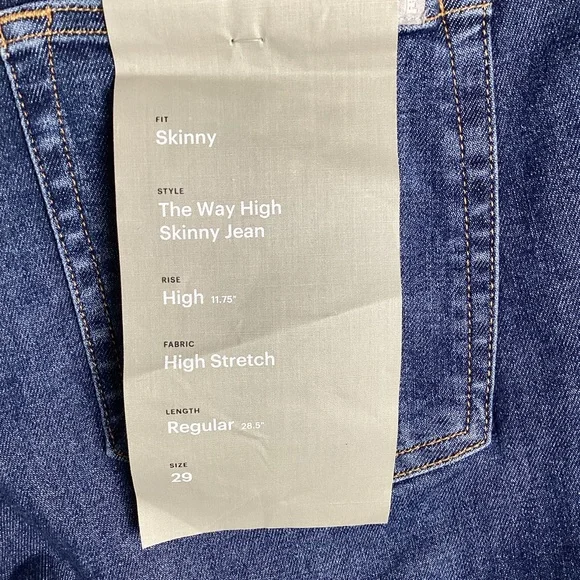 FIT
Skinny
STYLE
The Way High
Skinny Jean
RISE
High 11.75"
FABRIC
High Stretch
LENGTH
Regular 28.5"
SIZE
29